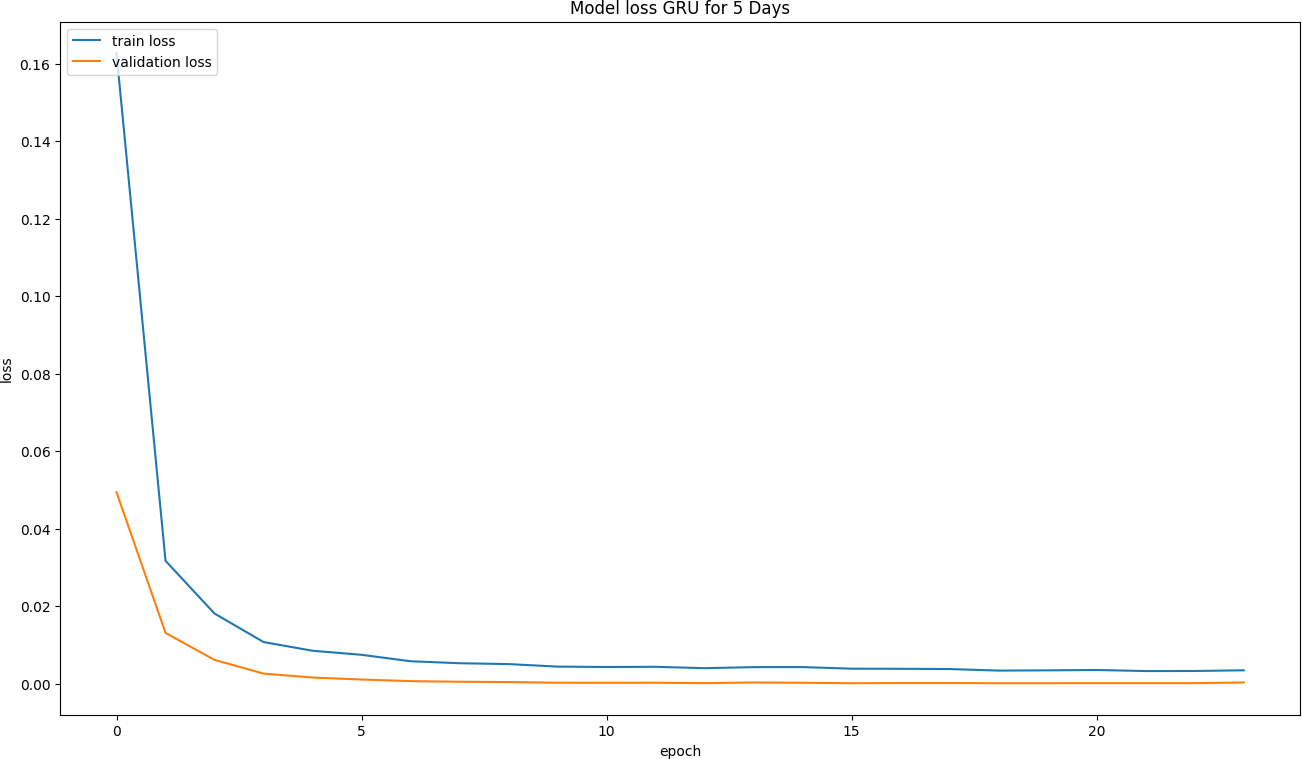 Model loss GRU for 5 Days
train loss
validation loss
0.16
0.14
0.12
0.10
0.08
0.06
0.04
0.02
0.00
loss
0 5 10 15 20
epoch